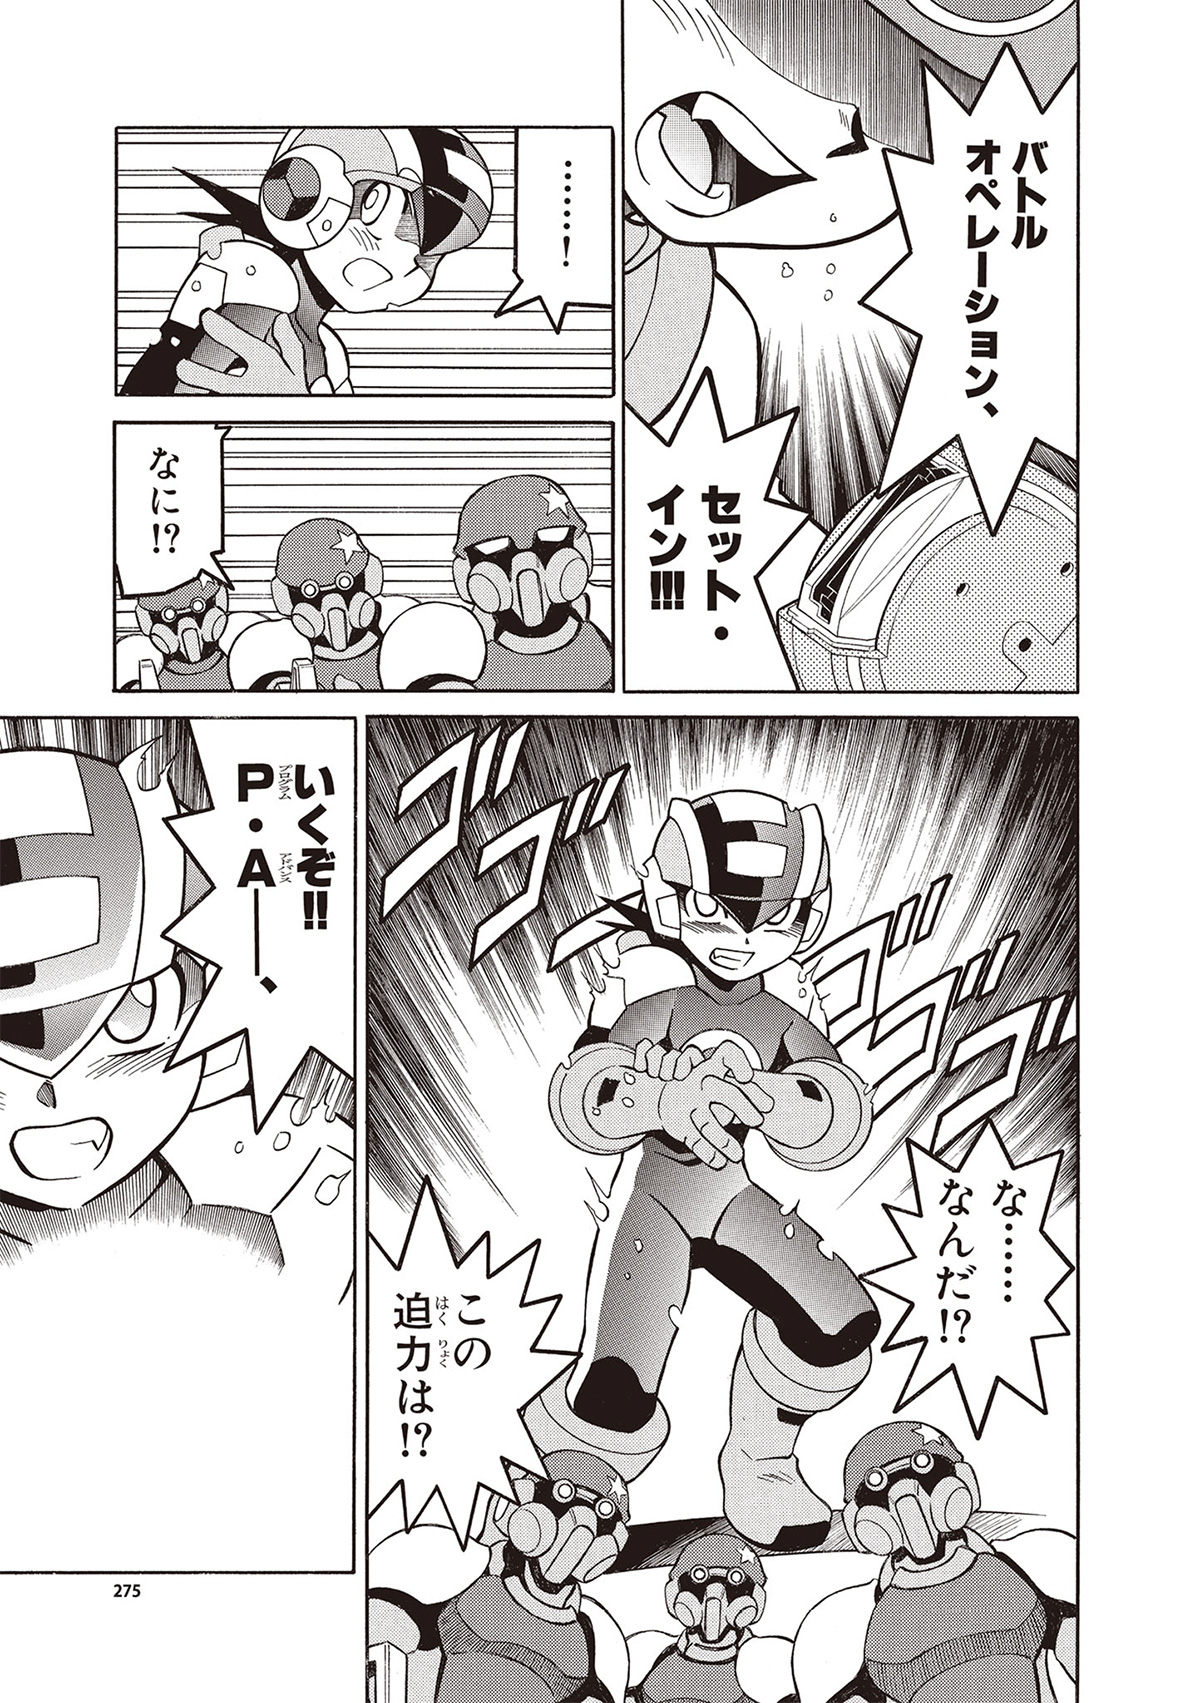 バトル
オペレーション、
セット・
イン!!!
………!
なに!?
ゴゴゴ
な………
なんだ!?
ゴゴゴ
この
迫力は!?
はくりょく
いくぞ!!
P・A――、
プログラム
アドバンス
275